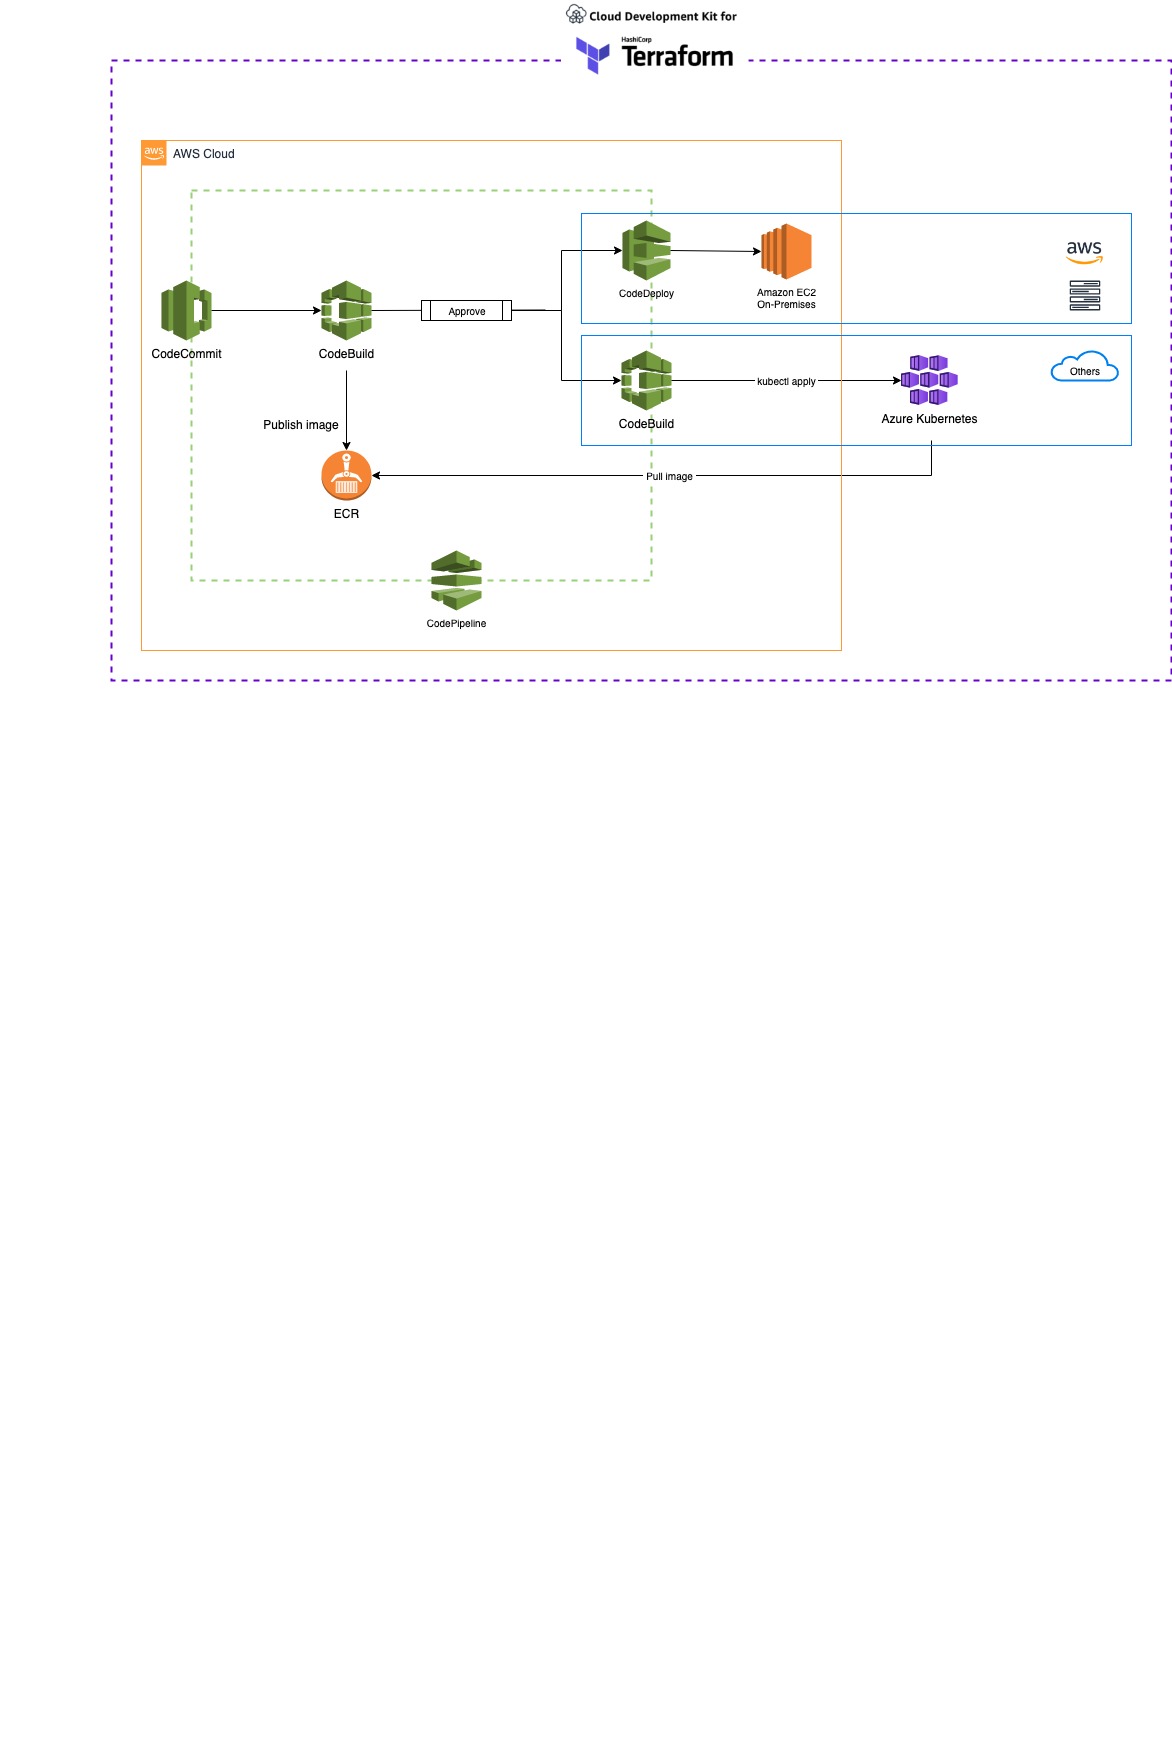 Cloud Development Kit for
HashiCorp
Terraform
aws
AWS Cloud
CodeCommit
CodeBuild
Approve
CodeDeploy
Amazon EC2
On-Premises
aws
CodeBuild
kubectl apply
Azure Kubernetes
Others
Publish image
ECR
Pull image
CodePipeline